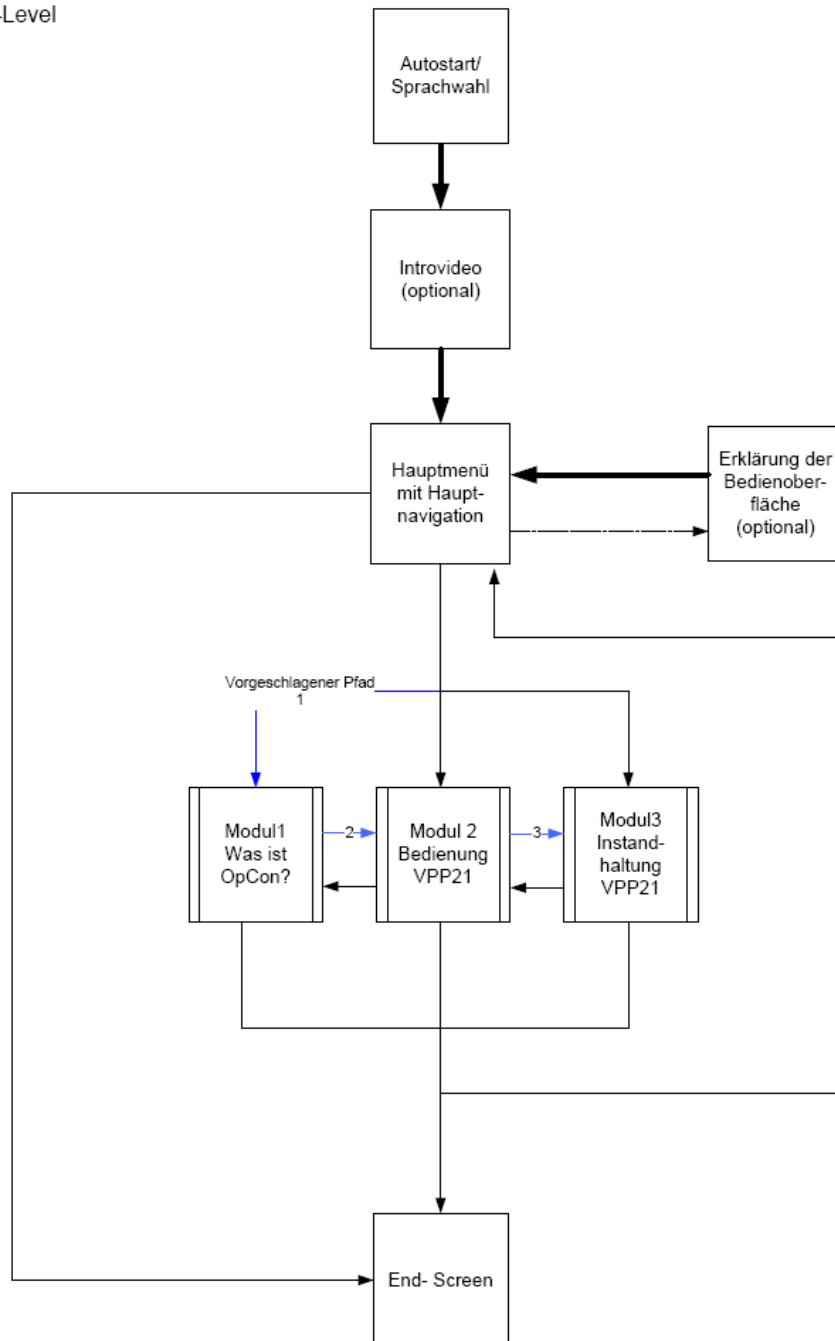 -Level
Autostart/
Sprachwahl
Introvideo
(optional)
Hauptmenü
mit Haupt-
navigation
Erklärung der
Bedienober-
fläche
(optional)
Vorgeschlagener Pfad
1
Modul1
Was ist
OpCon?
2
Modul 2
Bedienung
VPP21
3
Modul3
Instand-
haltung
VPP21
End- Screen